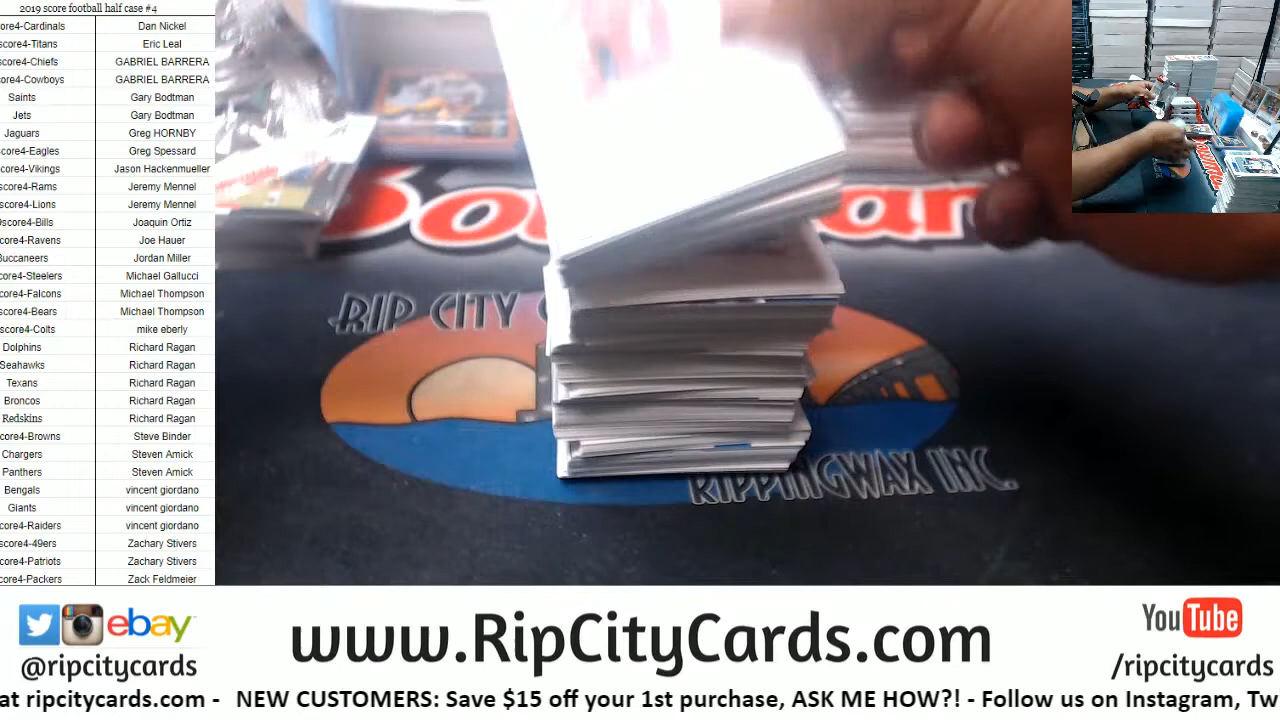 2019 score football half case #4
ore4-Cardinals Dan Nickel
score4-Titans Eric Leal
score4-Chiefs GABRIEL BARRERA
core4-Cowboys GABRIEL BARRERA
Saints Gary Bodtman
Jets Gary Bodtman
Jaguars Greg HORNBY
score4-Eagles Greg Spessard
score4-Vikings Jason Hackenmueller
score4-Rams Jeremy Mennel
score4-Lions Jeremy Mennel
score4-Bills Joaquin Ortiz
core4-Ravens Joe Hauer
Buccaneers Jordan Miller
core4-Steelers Michael Gallucci
core4-Falcons Michael Thompson
score4-Bears Michael Thompson
score4-Colts mike eberly
Dolphins Richard Ragan
Seahawks Richard Ragan
Texans Richard Ragan
Broncos Richard Ragan
Redskins Richard Ragan
core4-Browns Steve Binder
Chargers Steven Amick
Panthers Steven Amick
Bengals vincent giordano
Giants vincent giordano
core4-Raiders vincent giordano
score4-49ers Zachary Stivers
core4-Patriots Zachary Stivers
core4-Packers Zack Feldmeier
RIP CITY
RIPPINGWAX INC.
ebay
@ripcitycards
www.RipCityCards.com
YouTube
/ripcitycards
at ripcitycards.com - NEW CUSTOMERS: Save $15 off your 1st purchase, ASK ME HOW?! - Follow us on Instagram, Tw